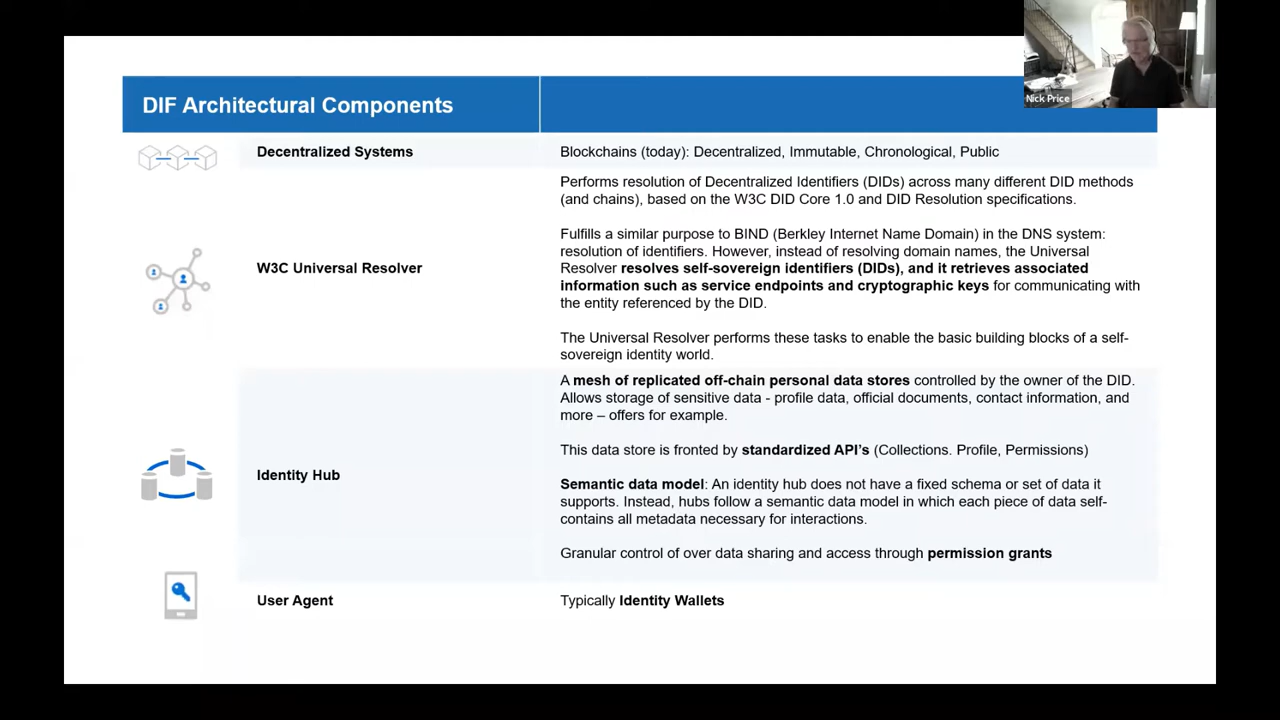 Nick Price
DIF Architectural Components
Decentralized Systems
Blockchains (today): Decentralized, Immutable, Chronological, Public
W3C Universal Resolver
Performs resolution of Decentralized Identifiers (DIDs) across many different DID methods
(and chains), based on the W3C DID Core 1.0 and DID Resolution specifications.
Fulfills a similar purpose to BIND (Berkley Internet Name Domain) in the DNS system:
resolution of identifiers. However, instead of resolving domain names, the Universal
Resolver resolves self-sovereign identifiers (DIDs), and it retrieves associated
information such as service endpoints and cryptographic keys for communicating with
the entity referenced by the DID.
The Universal Resolver performs these tasks to enable the basic building blocks of a self-
sovereign identity world.
Identity Hub
A mesh of replicated off-chain personal data stores controlled by the owner of the DID.
Allows storage of sensitive data - profile data, official documents, contact information, and
more – offers for example.
This data store is fronted by standardized API’s (Collections. Profile, Permissions)
Semantic data model: An identity hub does not have a fixed schema or set of data it
supports. Instead, hubs follow a semantic data model in which each piece of data self-
contains all metadata necessary for interactions.
Granular control of over data sharing and access through permission grants
User Agent
Typically Identity Wallets